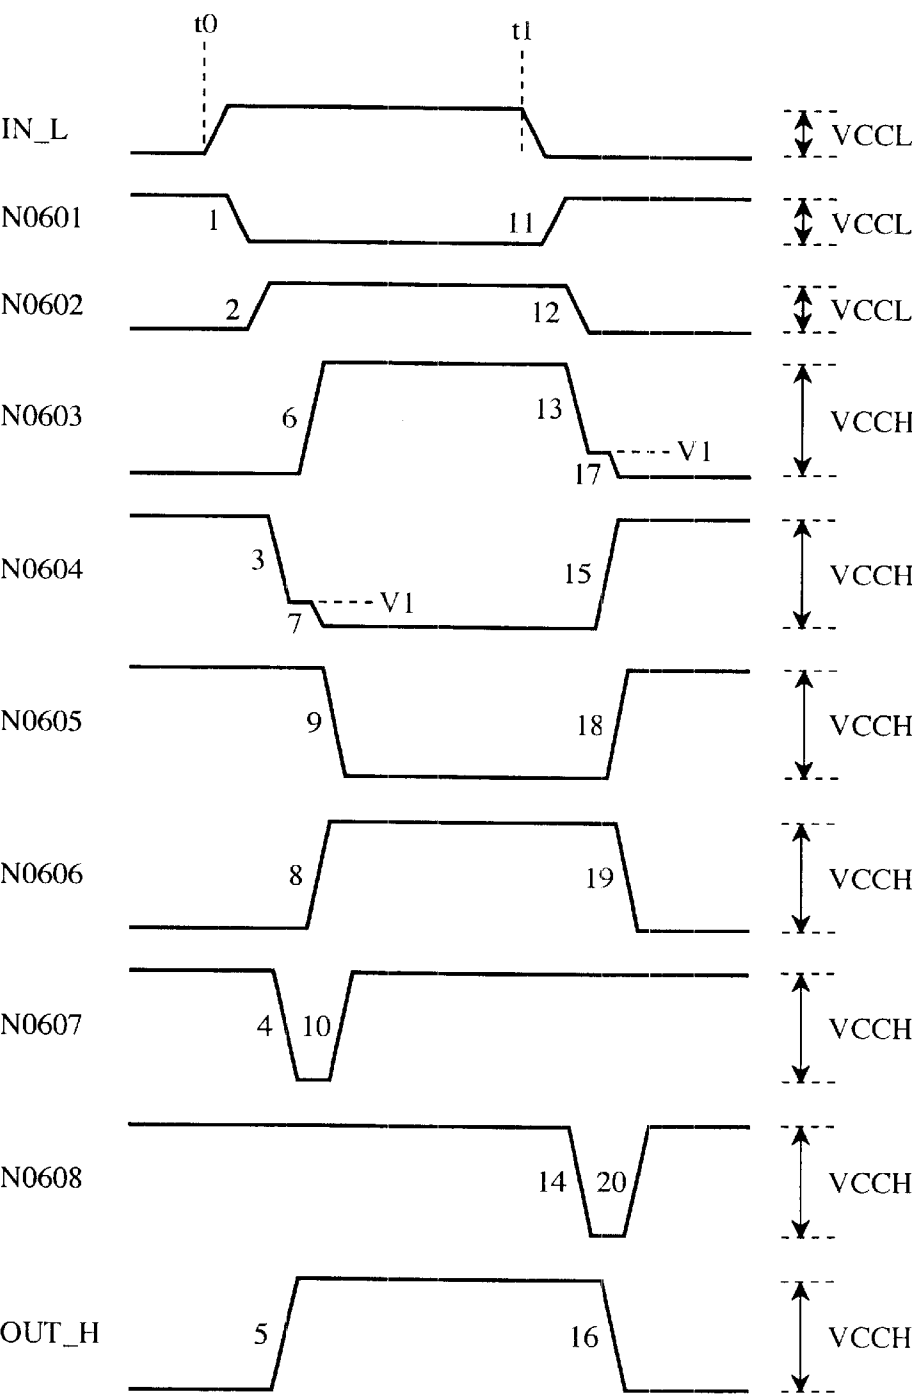 t0 t1
IN_L VCCL
N0601 1 11 VCCL
N0602 2 12 VCCL
N0603 6 13 V1 17 VCCH
N0604 3 V1 7 15 VCCH
N0605 9 18 VCCH
N0606 8 19 VCCH
N0607 4 10 VCCH
N0608 14 20 VCCH
OUT_H 5 16 VCCH